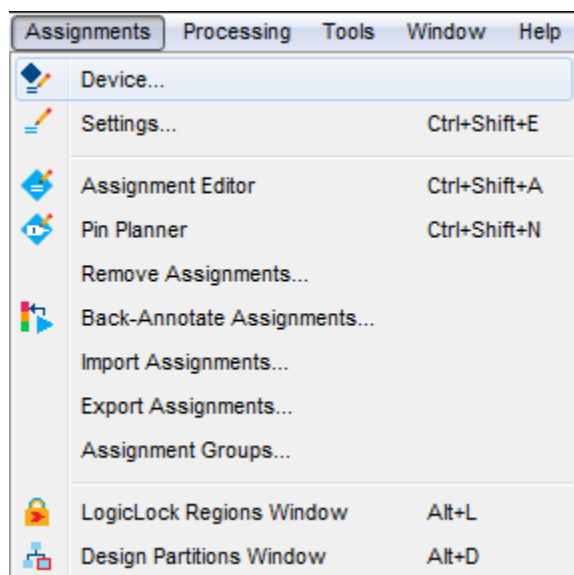 Assignments Processing Tools Window Help
Device...
Settings... Ctrl+Shift+E
Assignment Editor Ctrl+Shift+A
Pin Planner Ctrl+Shift+N
Remove Assignments...
Back-Annotate Assignments...
Import Assignments...
Export Assignments...
Assignment Groups...
LogicLock Regions Window Alt+L
Design Partitions Window Alt+D